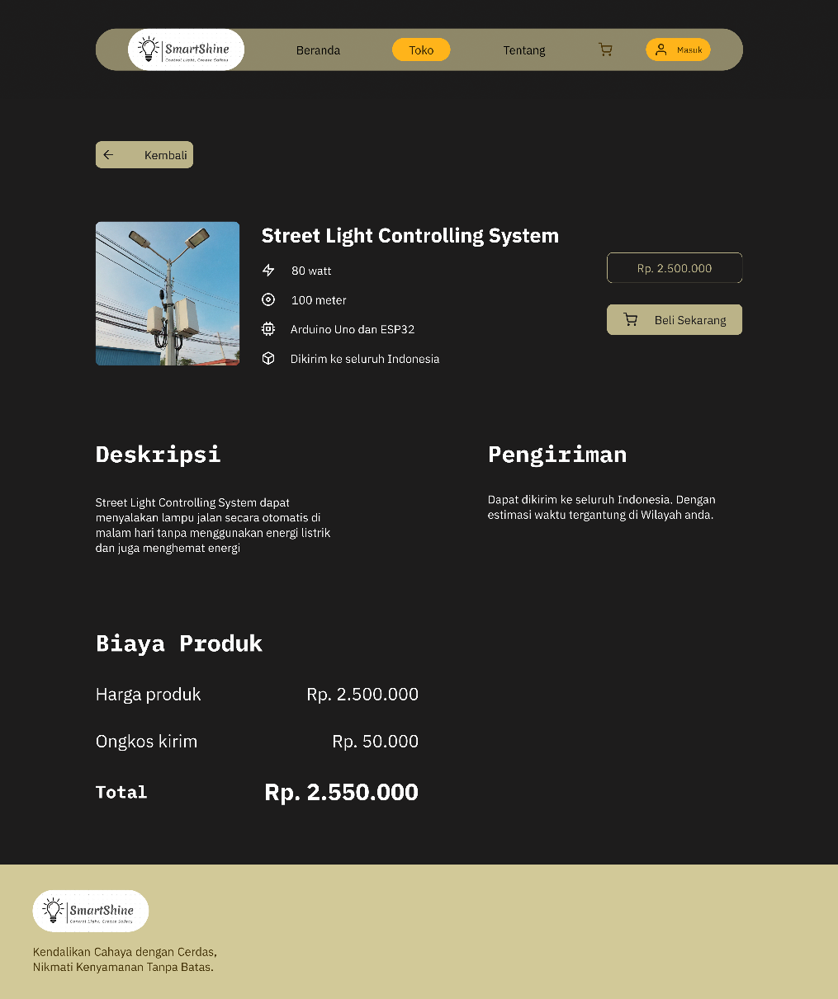 SmartShine
Control Light, Create Safety
Beranda
Toko
Tentang
Masuk
Kembali
Street Light Controlling System
80 watt
100 meter
Arduino Uno dan ESP32
Dikirim ke seluruh Indonesia
Rp. 2.500.000
Beli Sekarang
Deskripsi
Street Light Controlling System dapat
menyalakan lampu jalan secara otomatis di
malam hari tanpa menggunakan energi listrik
dan juga menghemat energi
Pengiriman
Dapat dikirim ke seluruh Indonesia. Dengan
estimasi waktu tergantung di Wilayah anda.
Biaya Produk
Harga produk Rp. 2.500.000
Ongkos kirim Rp. 50.000
Total Rp. 2.550.000
SmartShine
Control Light, Create Safety
Kendalikan Cahaya dengan Cerdas,
Nikmati Kenyamanan Tanpa Batas.